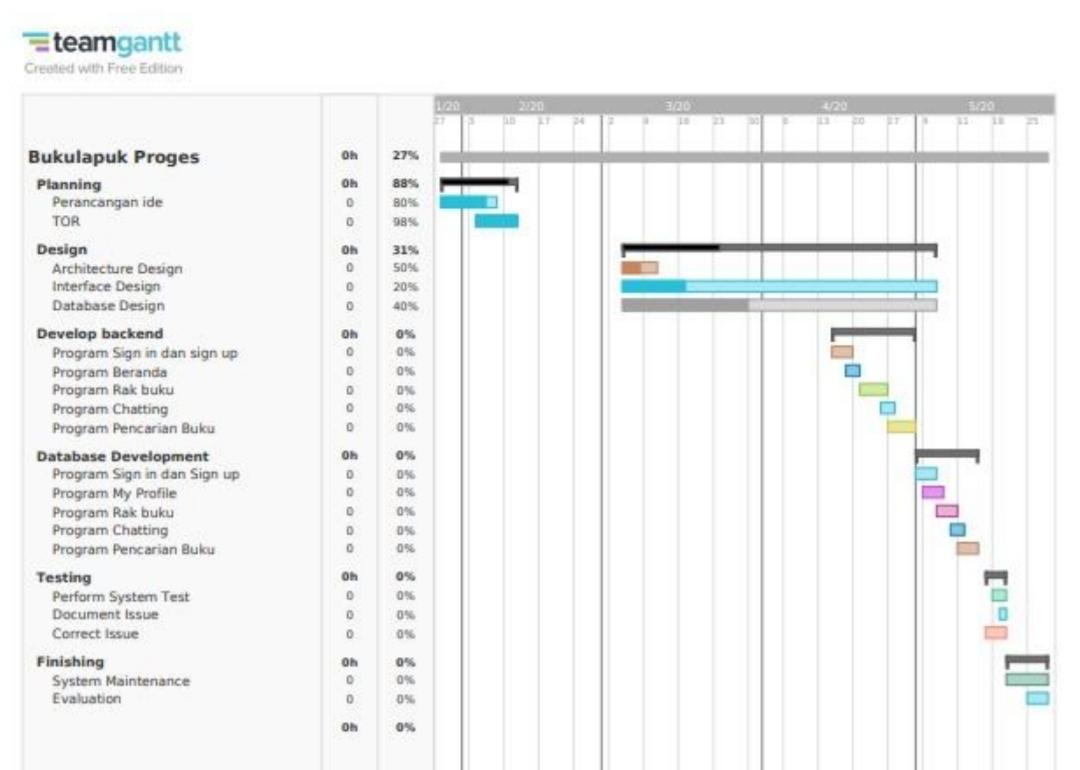 teamgantt
Created with Free Edition
1/20 2/20 3/20 4/20 5/20
27 3 10 17 24 2 9 16 23 30 6 13 20 27 4 11 18 25
Bukulapuk Proges 0h 27%
Planning 0h 88%
Perancangan ide 0 80%
TOR 0 98%
Design 0h 31%
Architecture Design 0 50%
Interface Design 0 20%
Database Design 0 40%
Develop backend 0h 0%
Program Sign in dan sign up 0 0%
Program Beranda 0 0%
Program Rak buku 0 0%
Program Chatting 0 0%
Program Pencarian Buku 0 0%
Database Development 0h 0%
Program Sign in dan Sign up 0 0%
Program My Profile 0 0%
Program Rak buku 0 0%
Program Chatting 0 0%
Program Pencarian Buku 0 0%
Testing 0h 0%
Perform System Test 0 0%
Document Issue 0 0%
Correct Issue 0 0%
Finishing 0h 0%
System Maintenance 0 0%
Evaluation 0 0%
0h 0%